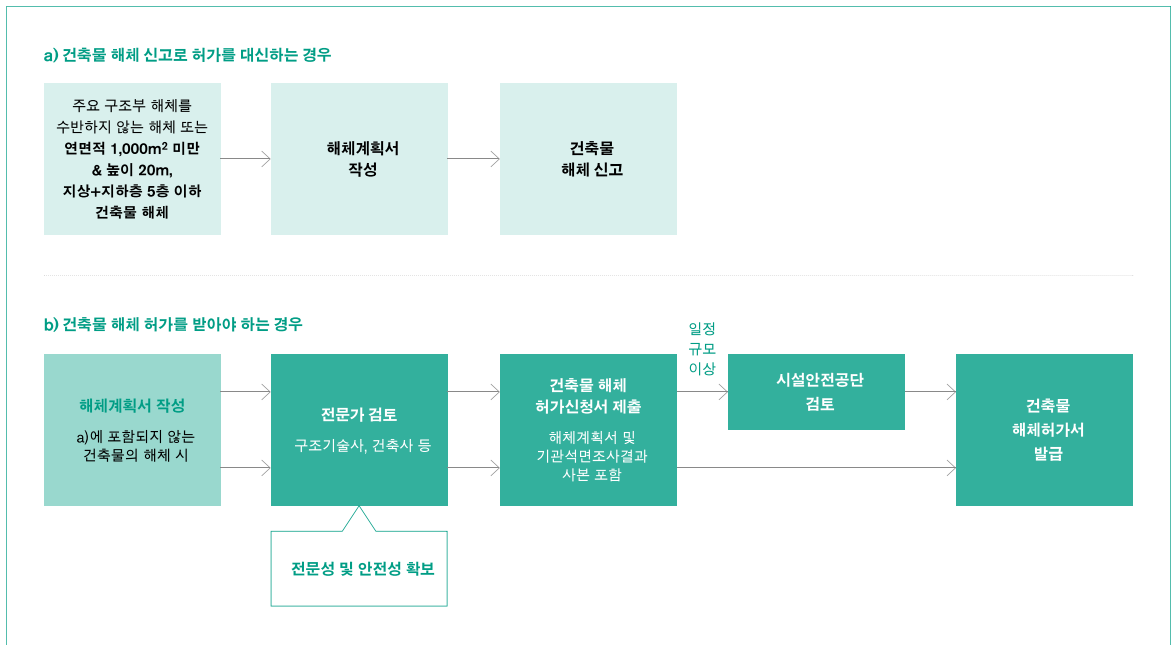 a) 건축물 해체 신고로 허가를 대신하는 경우
주요 구조부 해체를
수반하지 않는 해체 또는
연면적 1,000m² 미만
& 높이 20m,
지상+지하층 5층 이하
건축물 해체
해체계획서
작성
건축물
해체 신고
b) 건축물 해체 허가를 받아야 하는 경우
해체계획서 작성
a)에 포함되지 않는
건축물의 해체 시
전문가 검토
구조기술사, 건축사 등
전문성 및 안전성 확보
건축물 해체
허가신청서 제출
해체계획서 및
기관석면조사결과
사본 포함
일정
규모
이상
시설안전공단
검토
건축물
해체허가서
발급